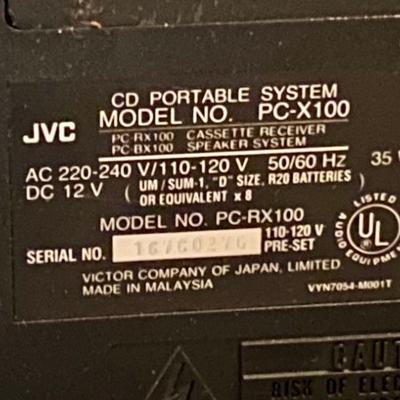 CD PORTABLE SYSTEM
JVC
MODEL NO. PC-X100
PC-RX100 CASSETTE RECEIVER
PC-BX100 SPEAKER SYSTEM
AC 220-240 V/110-120 V 50/60 Hz 35
DC 12 V ( UM/SUM-1, "D" SIZE, R20 BATTERIES )
OR EQUIVALENT × 8
MODEL NO. PC-RX100
SERIAL NO. 110-120 V
PRE-SET
LISTED
UL
AUDIO EQUIPMENT
VICTOR COMPANY OF JAPAN, LIMITED
MADE IN MALAYSIA
VYN7054-M001T
RISK OF